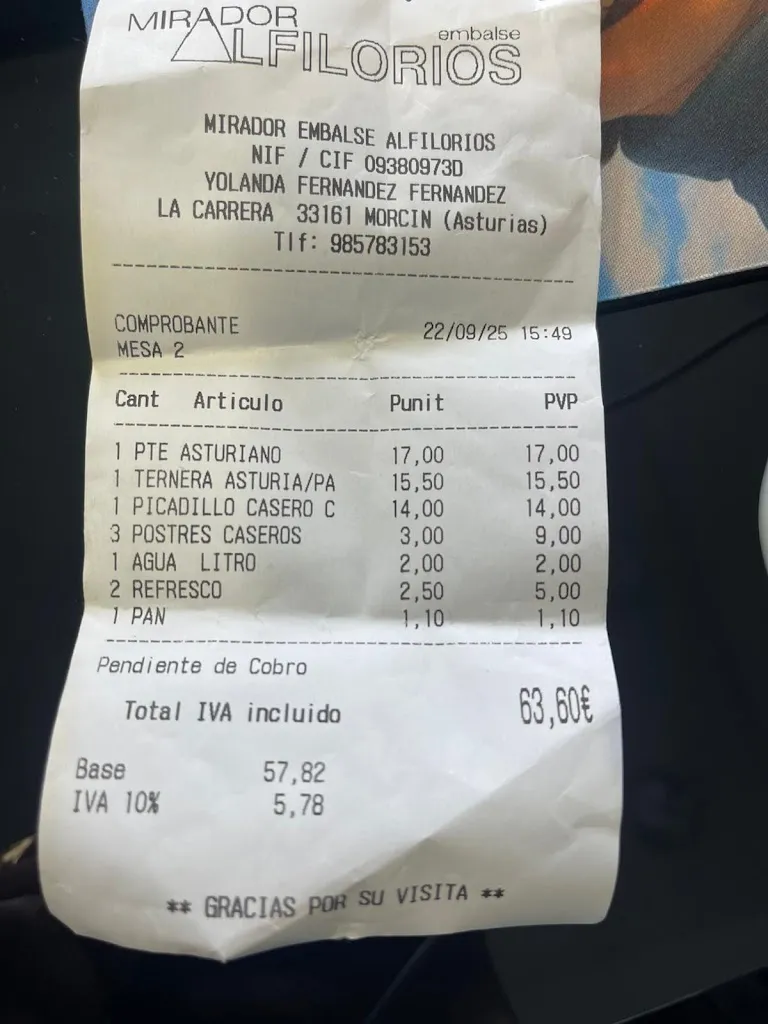 MIRADOR
embalse
ALFILORIOS
MIRADOR EMBALSE ALFILORIOS
NIF / CIF 09380973D
YOLANDA FERNANDEZ FERNANDEZ
LA CARRERA 33161 MORCIN (Asturias)
Tlf: 985783153
COMPROBANTE 22/09/25 15:49
MESA 2
Cant Articulo Punit PVP
1 PTE ASTURIANO 17,00 17,00
1 TERNERA ASTURIA/PA 15,50 15,50
1 PICADILLO CASERO C 14,00 14,00
3 POSTRES CASEROS 3,00 9,00
1 AGUA LITRO 2,00 2,00
2 REFRESCO 2,50 5,00
1 PAN 1,10 1,10
Pendiente de Cobro
Total IVA incluido 63,60€
Base 57,82
IVA 10% 5,78
** GRACIAS POR SU VISITA **